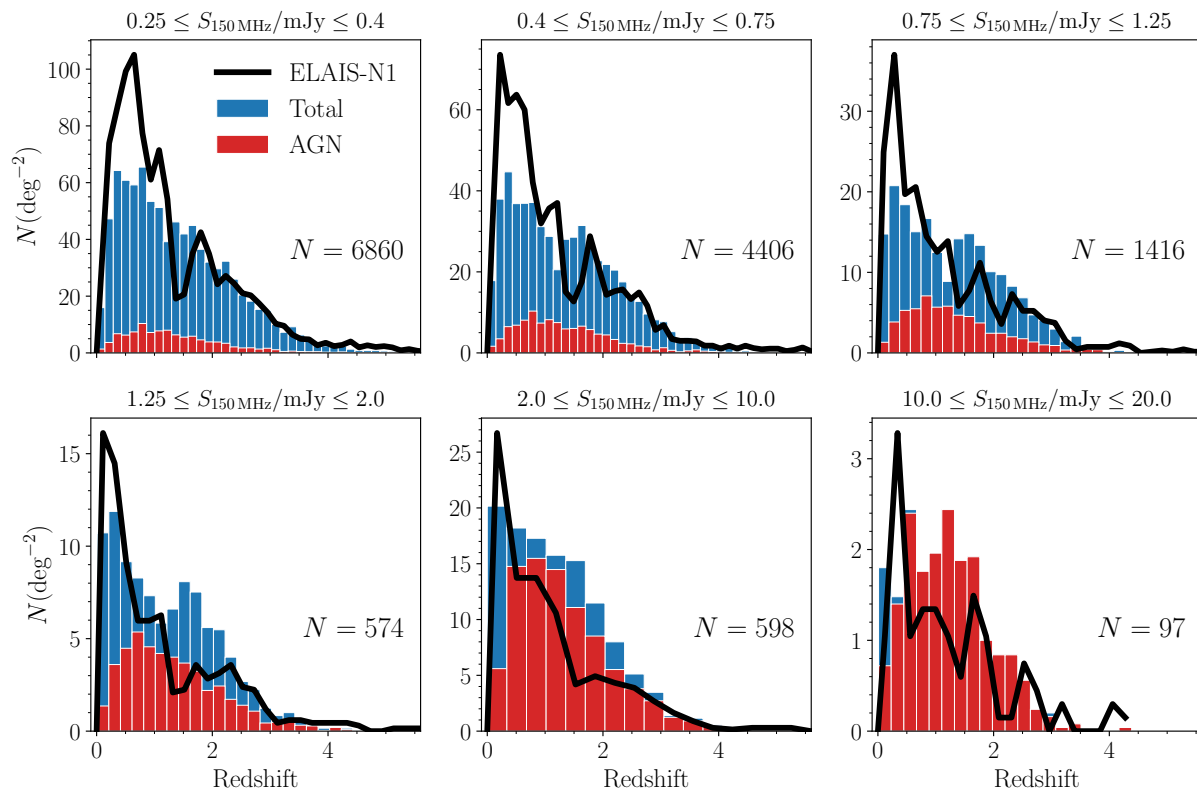 0.25 ≤ S150 MHz/mJy ≤ 0.4
0.4 ≤ S150 MHz/mJy ≤ 0.75
0.75 ≤ S150 MHz/mJy ≤ 1.25
100
80
60
40
20
0
N(deg−2)
ELAIS-N1
Total
AGN
N = 6860
60
40
20
0
N = 4406
30
20
10
0
N = 1416
1.25 ≤ S150 MHz/mJy ≤ 2.0
2.0 ≤ S150 MHz/mJy ≤ 10.0
10.0 ≤ S150 MHz/mJy ≤ 20.0
15
10
5
0
N(deg−2)
N = 574
25
20
15
10
5
0
N = 598
3
2
1
0
N = 97
0 2 4
0 2 4
0 2 4
Redshift
Redshift
Redshift